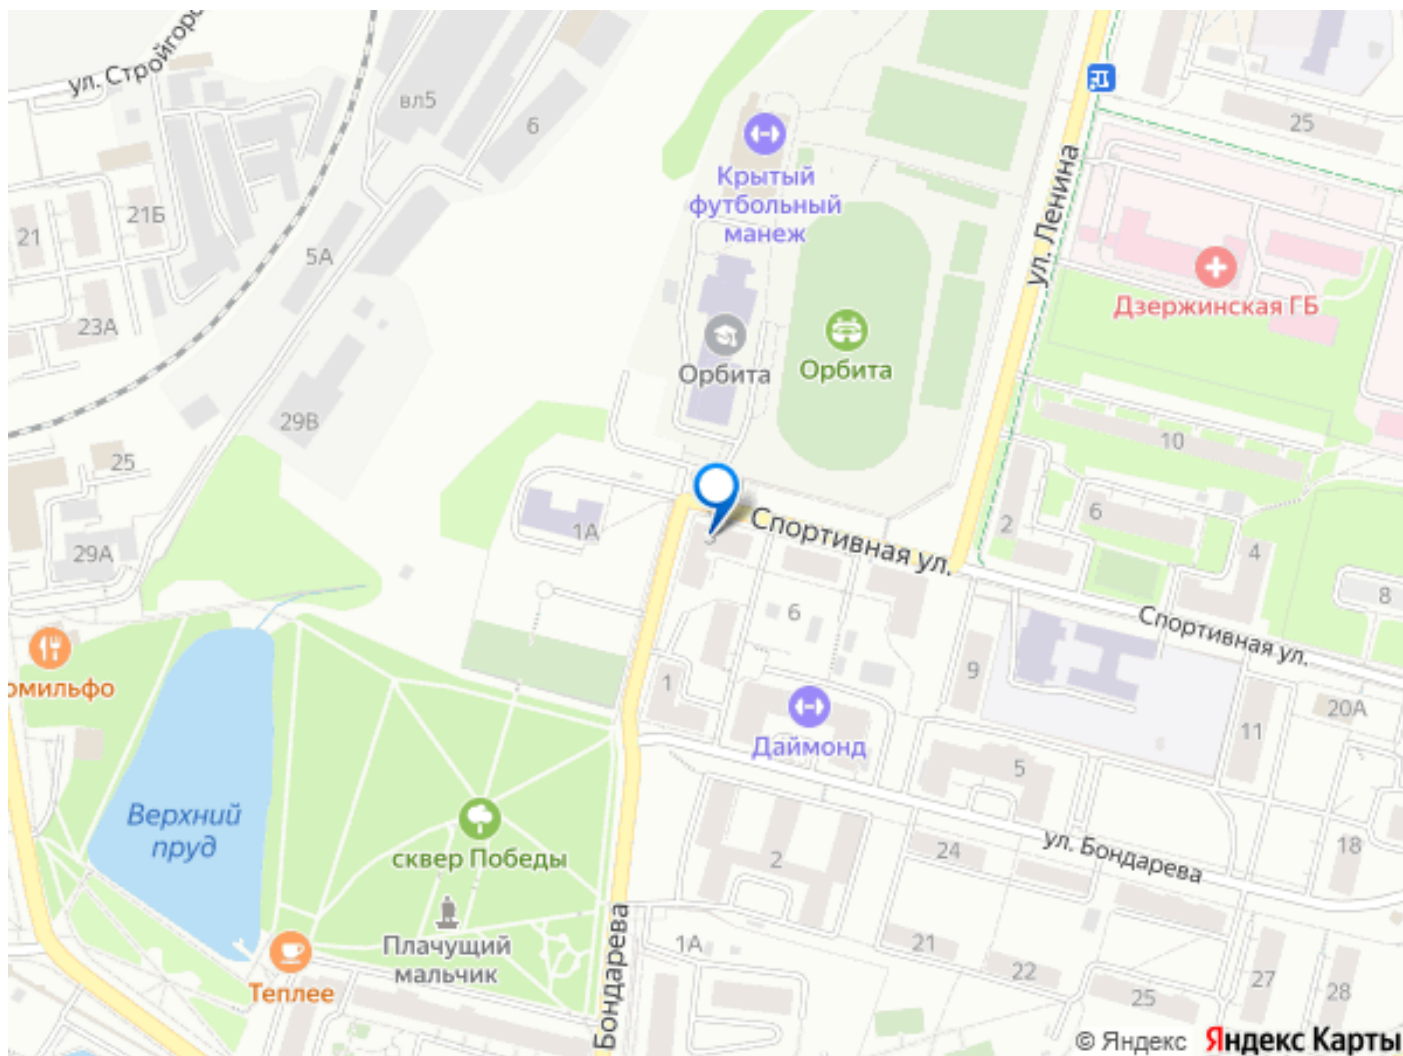 ул. Стройгоро
вл5
6
25
21Б
21
5А
23А
29В
25
29А
Крытый
футбольный
манеж
Орбита
Орбита
ул. Ленина
Дзержинская ГБ
10
2
6
4
8
1А
Спортивная ул.
Спортивная ул.
6
1
9
11
20А
5
Даймонд
омильфо
Верхний
пруд
сквер Победы
Плачущий
мальчик
Теплее
2
24
ул. Бондарева
18
Бондарева
1А
21
22
25
27
28
© Яндекс Яндекс Карты